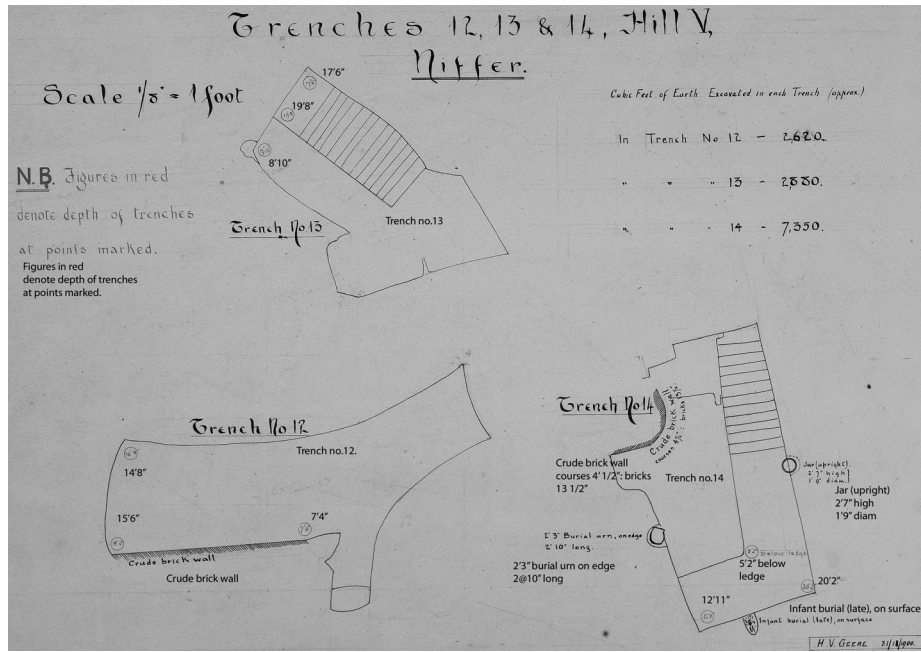 Trenches 12, 13 & 14, Hill V,
Niffer.
Scale 1/8" = 1 foot
Cubic Feet of Earth Excavated in each Trench (approx.)
In Trench No 12 - 2,620.
" " " 13 - 2880.
" " " 14 - 7,350.
N.B. Figures in red
denote depth of trenches
at points marked.
Figures in red
denote depth of trenches
at points marked.
17'6"
19'8"
8'10"
Trench No 13
Trench no.13
Trench No 12
Trench no.12.
14'8"
15'6"
7'4"
Crude brick wall
Crude brick wall
Trench No 14
Crude brick wall
Crude brick wall
courses 4' 1/2": bricks
13 1/2"
Trench no.14
Jar (upright).
2' 7" high
1' 9" diam.
Jar (upright)
2'7" high
1'9" diam
2' 3" Burial urn, on edge
2' 10" long.
2'3" burial urn on edge
2@10" long
below ledge
5'2" below
ledge
20'2"
12'11"
Infant burial (late), on surface
Infant burial (late), on surface
H. V. GEERE